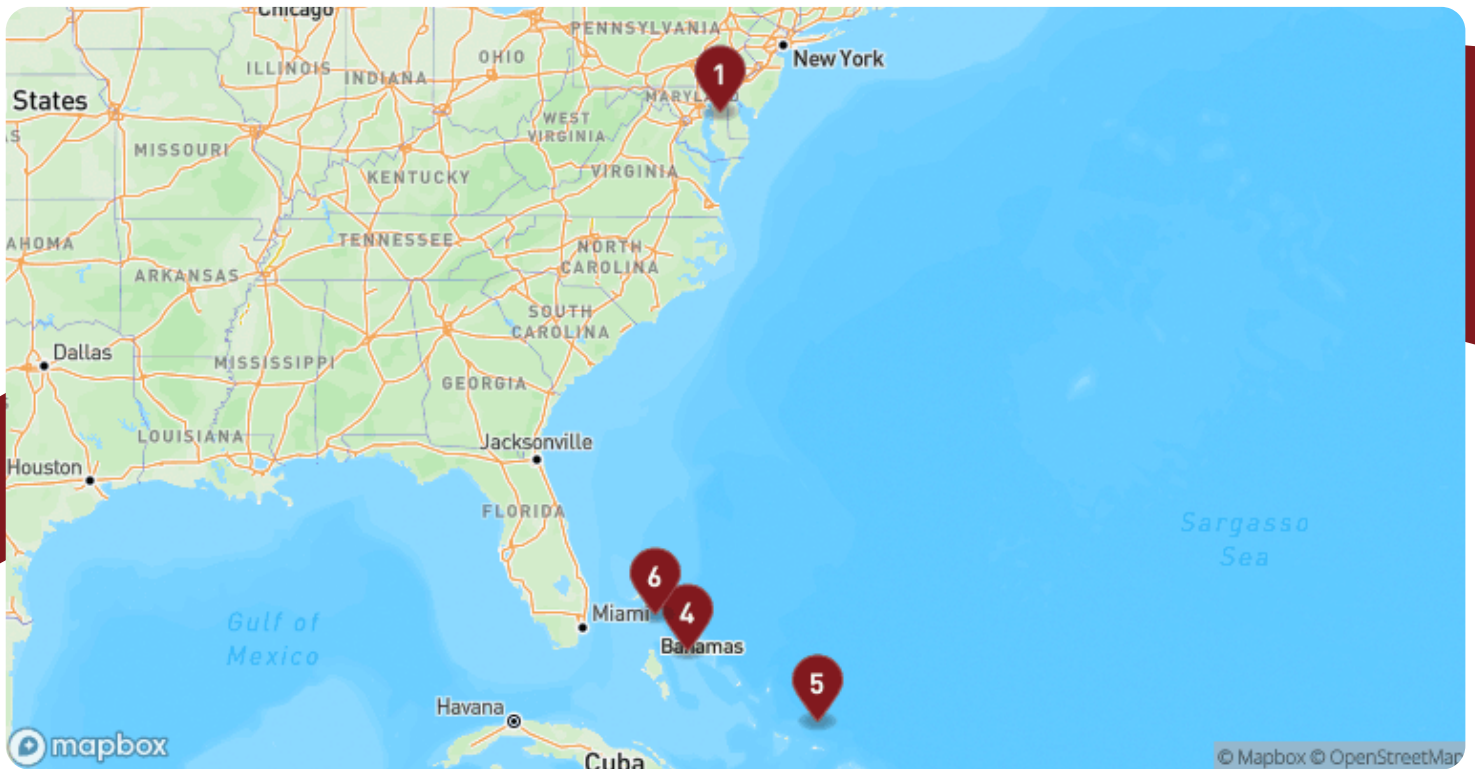 Chicago
PENNSYLVANIA
OHIO
New York
ILLINOIS
INDIANA
1
States
MARYLAND
WEST
VIRGINIA
MISSOURI
KENTUCKY
VIRGINIA
AHOMA
TENNESSEE
NORTH
CAROLINA
ARKANSAS
SOUTH
CAROLINA
Dallas
MISSISSIPPI
GEORGIA
LOUISIANA
Jacksonville
Houston
FLORIDA
Sargasso
Sea
6
4
Miami
Gulf of
Mexico
Bahamas
5
Havana
mapbox
Cuba
© Mapbox © OpenStreetMap